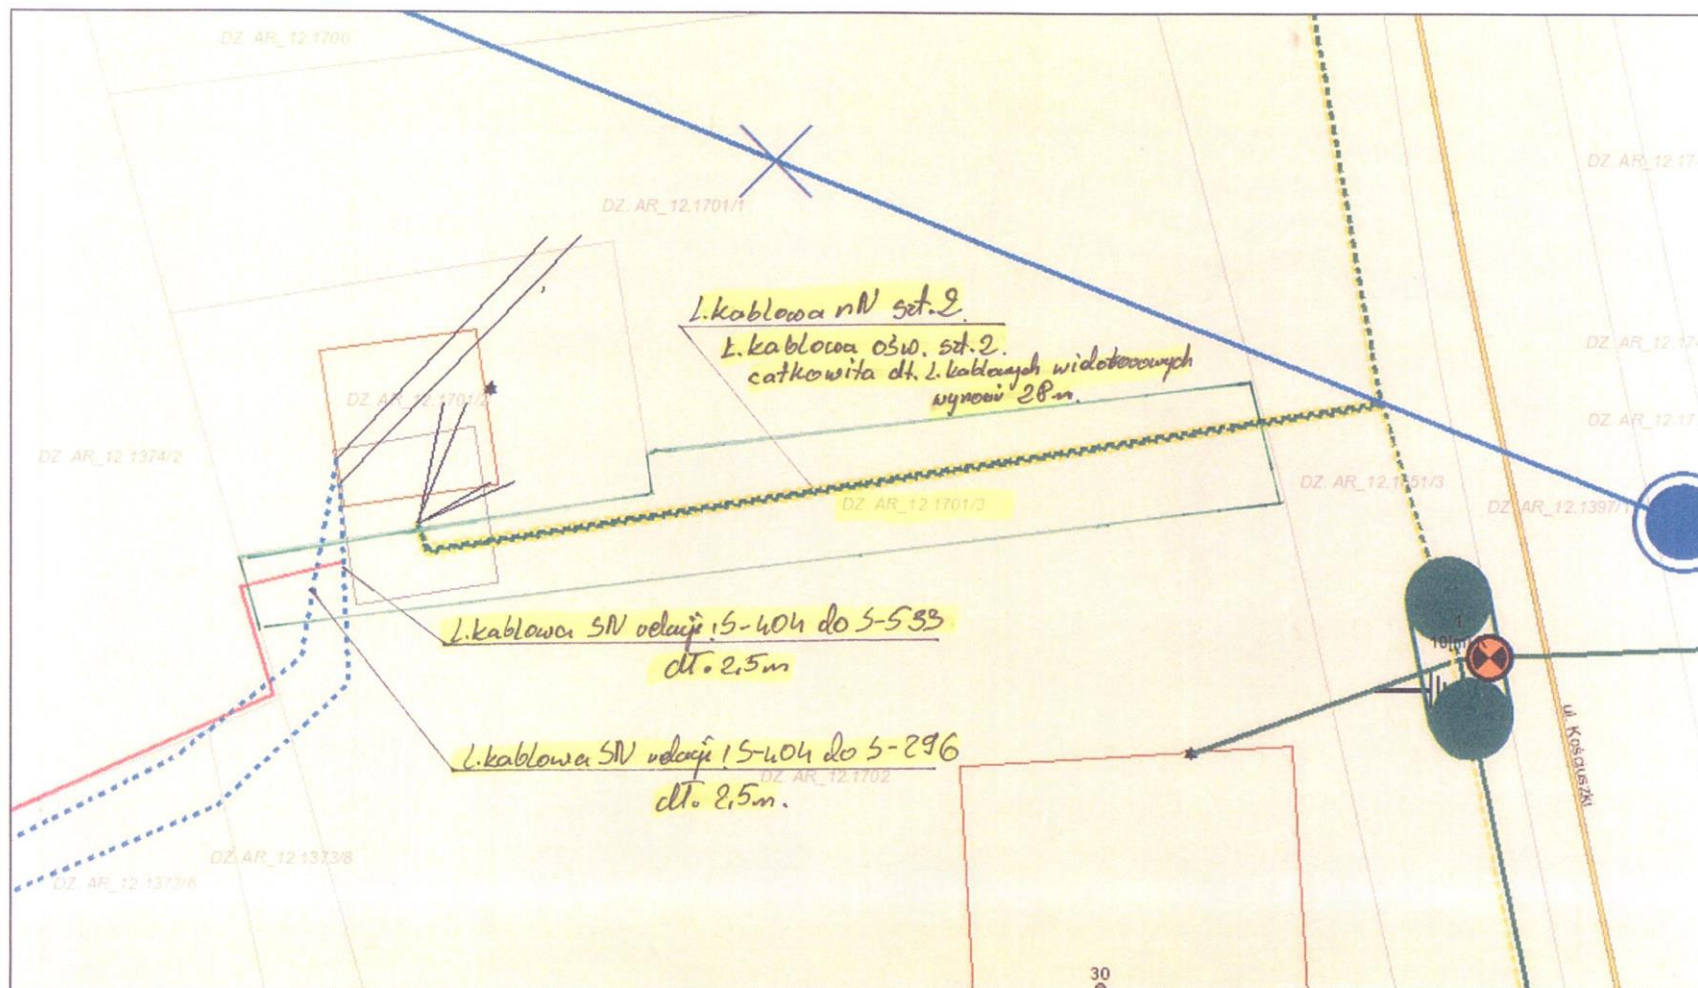 DZ. AR_12.1700
DZ. AR_12.17
DZ. AR_12.1701/1
L.kablowa nN szt.2.
Ł.kablowa ośw. szt.2.
całkowita dł. L.kablowych
wynosi 28m.
DZ. AR_12.17
DZ. AR_12.1701/2
DZ. AR_12.17
DZ. AR_12.1374/2
DZ. AR_12.1701/3
DZ. AR_12.1397/1
L.kablowa SN relacji: S-404 do S-533
dł. 2,5m
1
L.kablowa SN relacji: S-404 do S-296
dł. 2,5m.
DZ. AR_12.1702
ul. Kościuszki
DZ. AR_12.1373/8
DZ. AR_12.1373/6
30